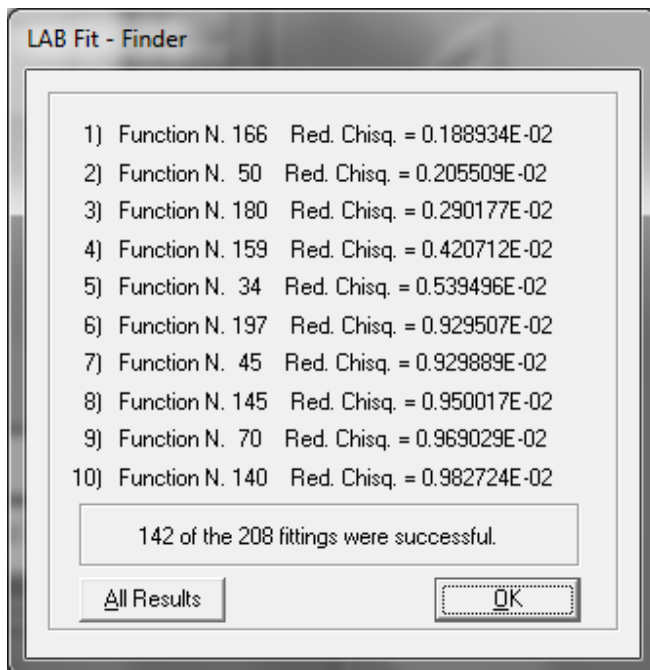 LAB Fit - Finder
1) Function N. 166 Red. Chisq. = 0.188934E-02
2) Function N. 50 Red. Chisq. = 0.205509E-02
3) Function N. 180 Red. Chisq. = 0.290177E-02
4) Function N. 159 Red. Chisq. = 0.420712E-02
5) Function N. 34 Red. Chisq. = 0.539496E-02
6) Function N. 197 Red. Chisq. = 0.929507E-02
7) Function N. 45 Red. Chisq. = 0.929889E-02
8) Function N. 145 Red. Chisq. = 0.950017E-02
9) Function N. 70 Red. Chisq. = 0.969029E-02
10) Function N. 140 Red. Chisq. = 0.982724E-02
142 of the 208 fittings were successful.
All Results OK